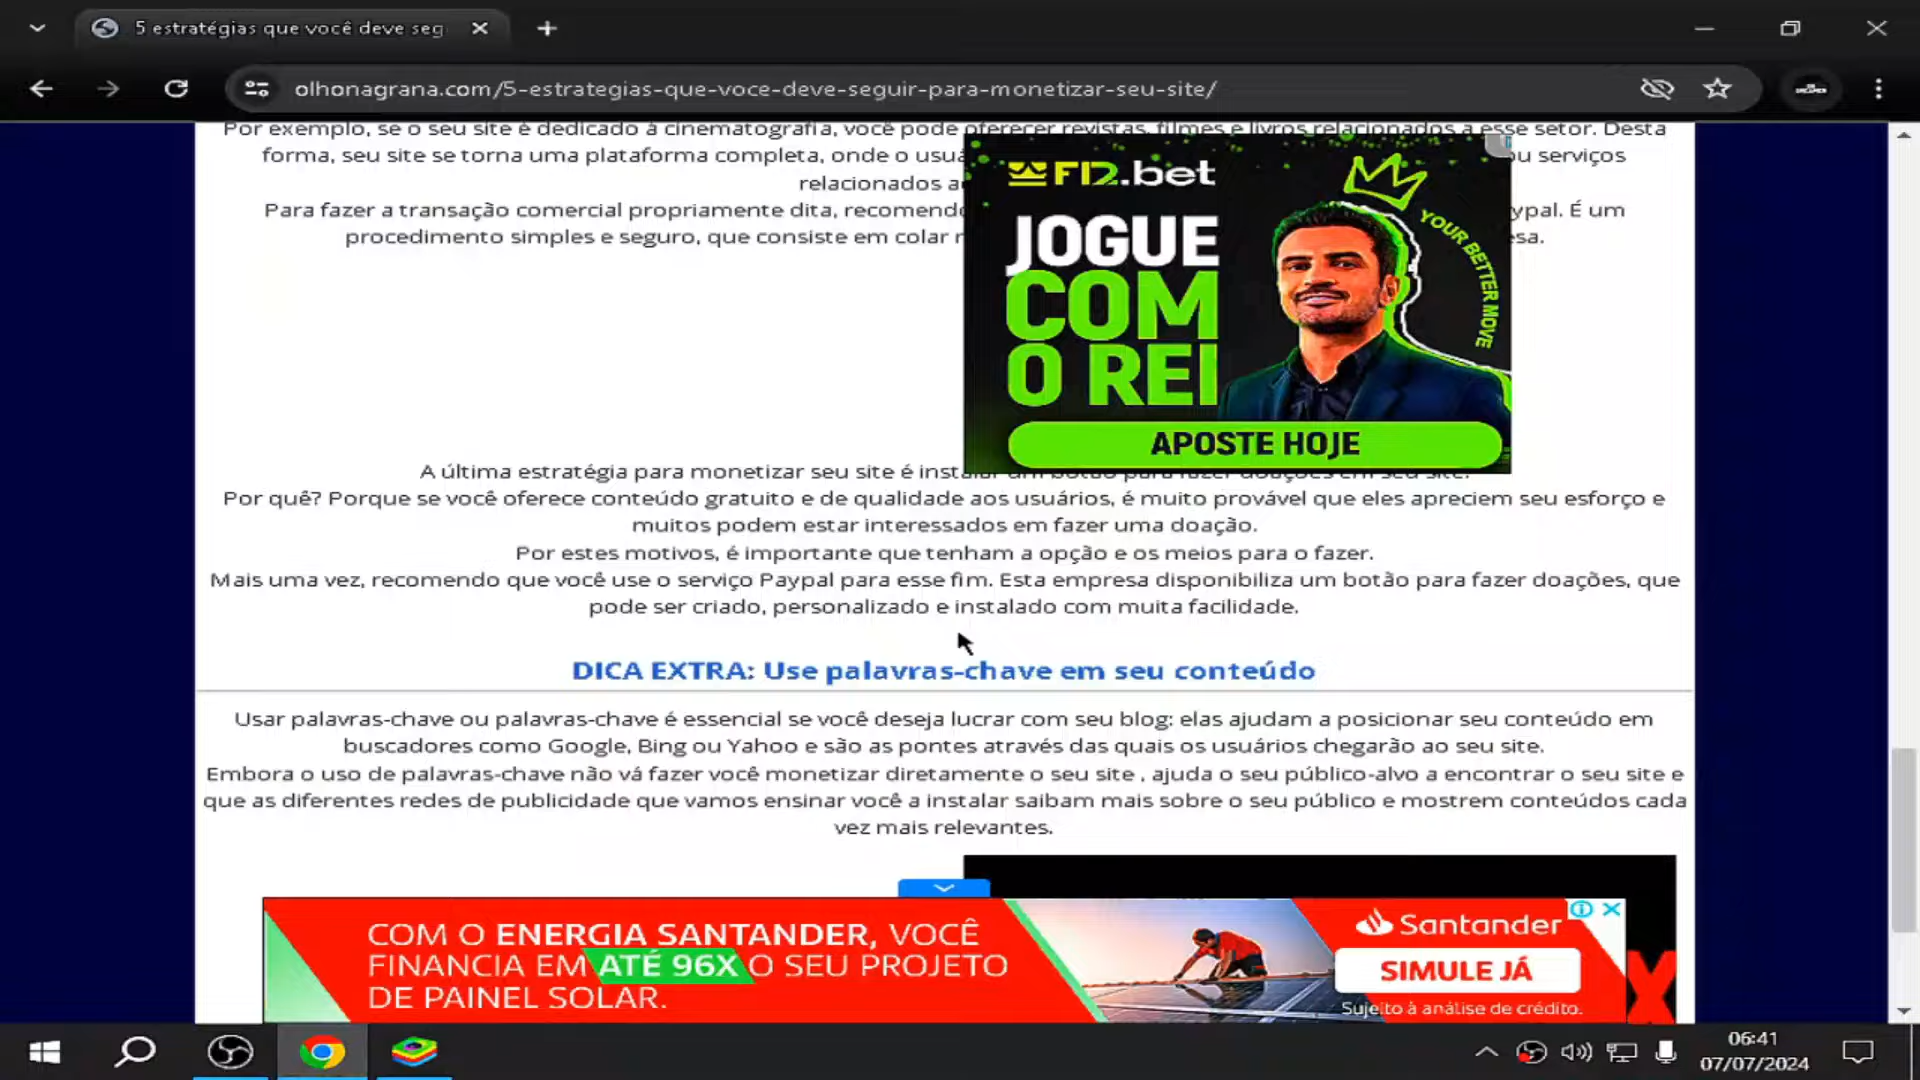 5 estratégias que você deve seg
olhonagrana.com/5-estrategias-que-voce-deve-seguir-para-monetizar-seu-site/
Por exemplo, se o seu site é dedicado à cinematografia, você pode oferecer revistas, filmes e livros relacionados a esse setor. Desta
forma, seu site se torna uma plataforma completa, onde o usuá ou serviços
relacionados a
Para fazer a transação comercial propriamente dita, recomendo ypal. É um
procedimento simples e seguro, que consiste em colar sa.
F12.bet
JOGUE
COM
O REI
YOUR BETTER MOVE
APOSTE HOJE
A última estratégia para monetizar seu site é instalar um botão para fazer doações em seu site.
Por quê? Porque se você oferece conteúdo gratuito e de qualidade aos usuários, é muito provável que eles apreciem seu esforço e
muitos podem estar interessados em fazer uma doação.
Por estes motivos, é importante que tenham a opção e os meios para o fazer.
Mais uma vez, recomendo que você use o serviço Paypal para esse fim. Esta empresa disponibiliza um botão para fazer doações, que
pode ser criado, personalizado e instalado com muita facilidade.
DICA EXTRA: Use palavras-chave em seu conteúdo
Usar palavras-chave ou palavras-chave é essencial se você deseja lucrar com seu blog: elas ajudam a posicionar seu conteúdo em
buscadores como Google, Bing ou Yahoo e são as pontes através das quais os usuários chegarão ao seu site.
Embora o uso de palavras-chave não vá fazer você monetizar diretamente o seu site , ajuda o seu público-alvo a encontrar o seu site e
que as diferentes redes de publicidade que vamos ensinar você a instalar saibam mais sobre o seu público e mostrem conteúdos cada
vez mais relevantes.
COM O ENERGIA SANTANDER, VOCÊ
FINANCIA EM ATÉ 96X O SEU PROJETO
DE PAINEL SOLAR.
Santander
SIMULE JÁ
Sujeito à análise de crédito.
06:41
07/07/2024